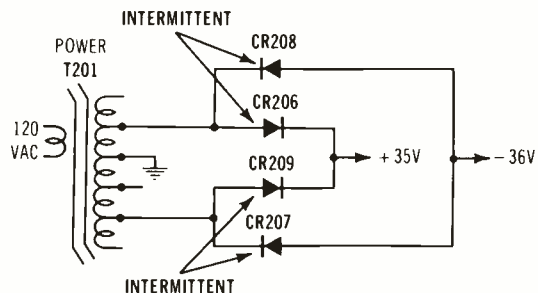 INTERMITTENT
POWER
T201
120
VAC
CR208
CR206
CR209
CR207
+ 35V
- 36V
INTERMITTENT